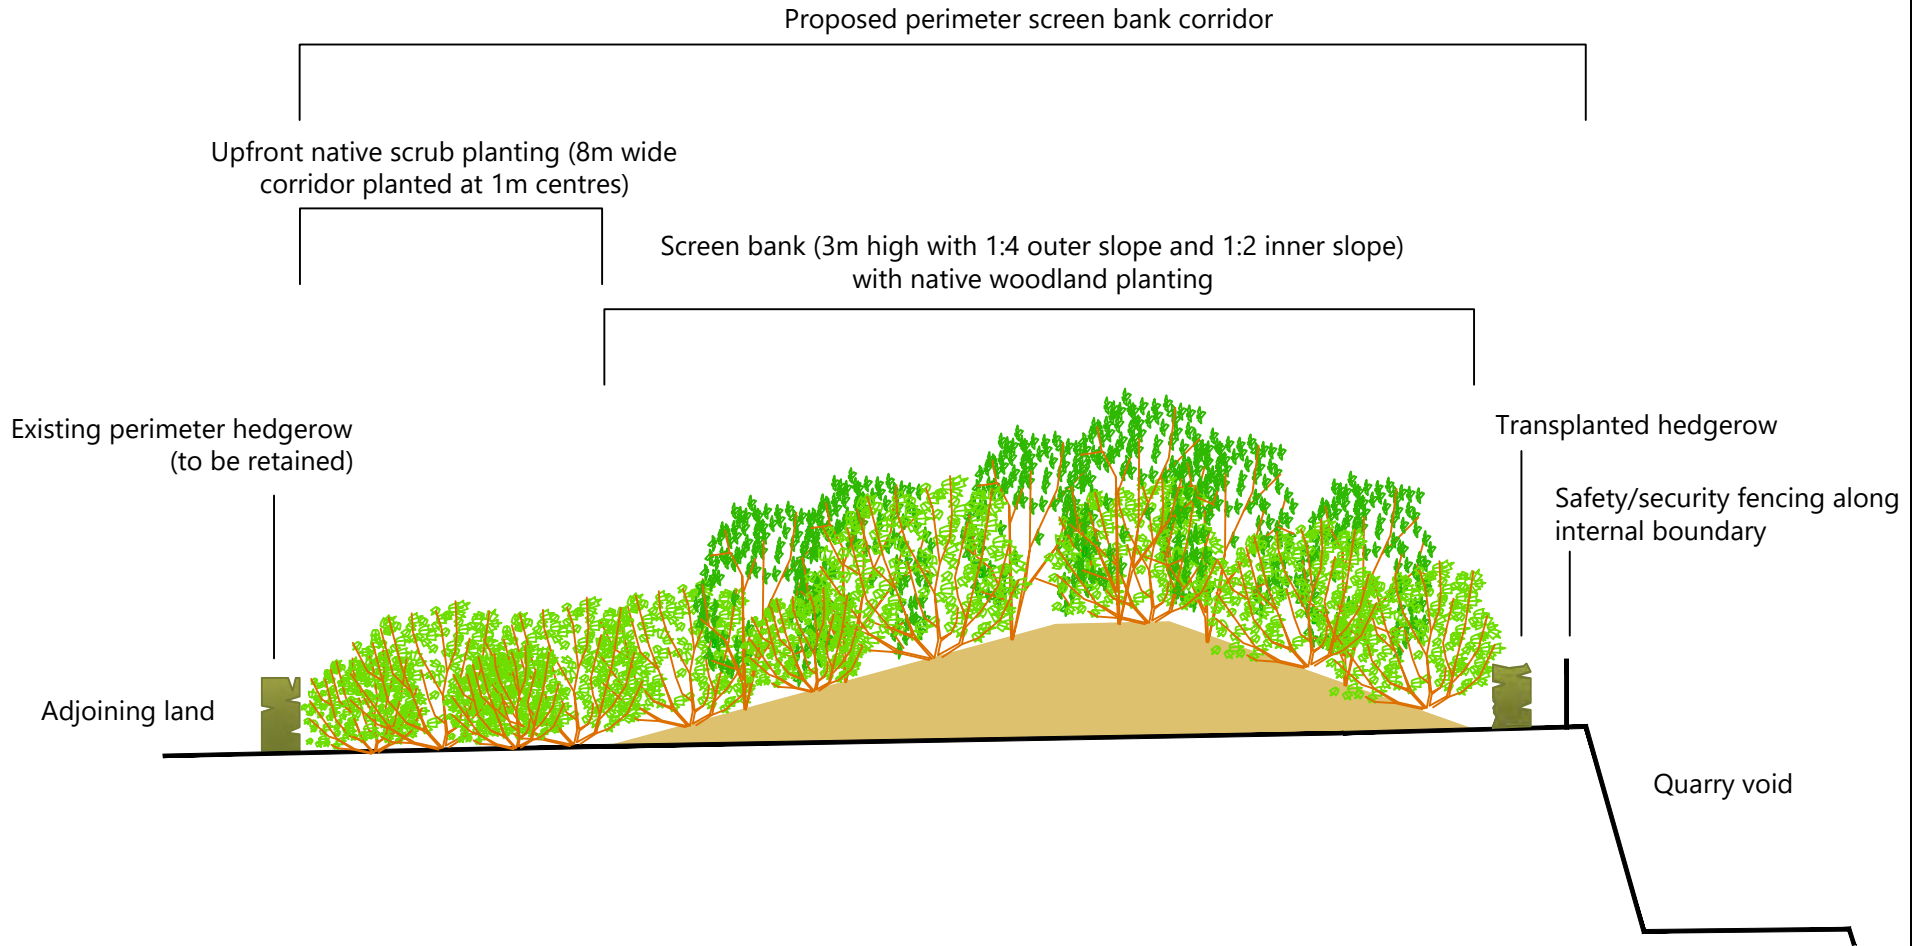 Proposed perimeter screen bank corridor
Upfront native scrub planting (8m wide
corridor planted at 1m centres)
Screen bank (3m high with 1:4 outer slope and 1:2 inner slope)
with native woodland planting
Existing perimeter hedgerow
(to be retained)
Transplanted hedgerow
Safety/security fencing along
internal boundary
Adjoining land
Quarry void